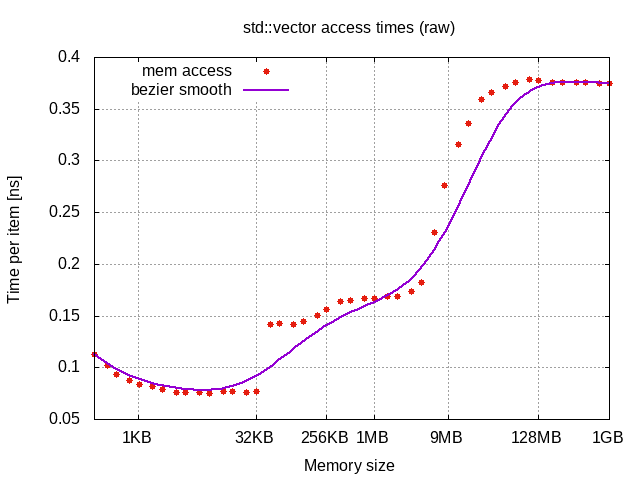 std::vector access times (raw)
mem access
bezier smooth
0.4
0.35
0.3
0.25
0.2
0.15
0.1
0.05
Time per item [ns]
1KB 32KB 256KB 1MB 9MB 128MB 1GB
Memory size